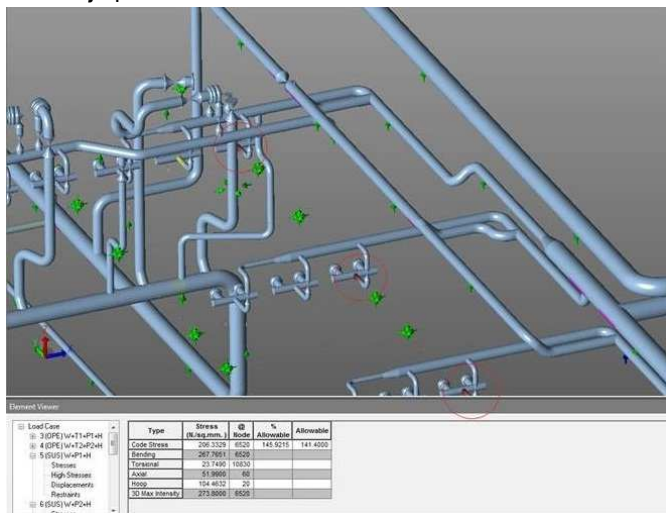 Element Viewer
Load Case
3 (OPE) W+T1+P1+H
4 (OPE) W+T2+P2+H
5 (SUS) W+P1+H
Stresses
High Stresses
Displacements
Restraints
6 (SUS) W+P2+H
Type Stress (N./sq.mm. ) @ Node % Allowable Allowable
Code Stress 206.3329 6520 145.9215 141.4000
Bending 267.7651 6520
Torsional 23.7490 10830
Axial 51.9900 60
Hoop 104.4632 20
3D Max Intensity 273.8000 6520